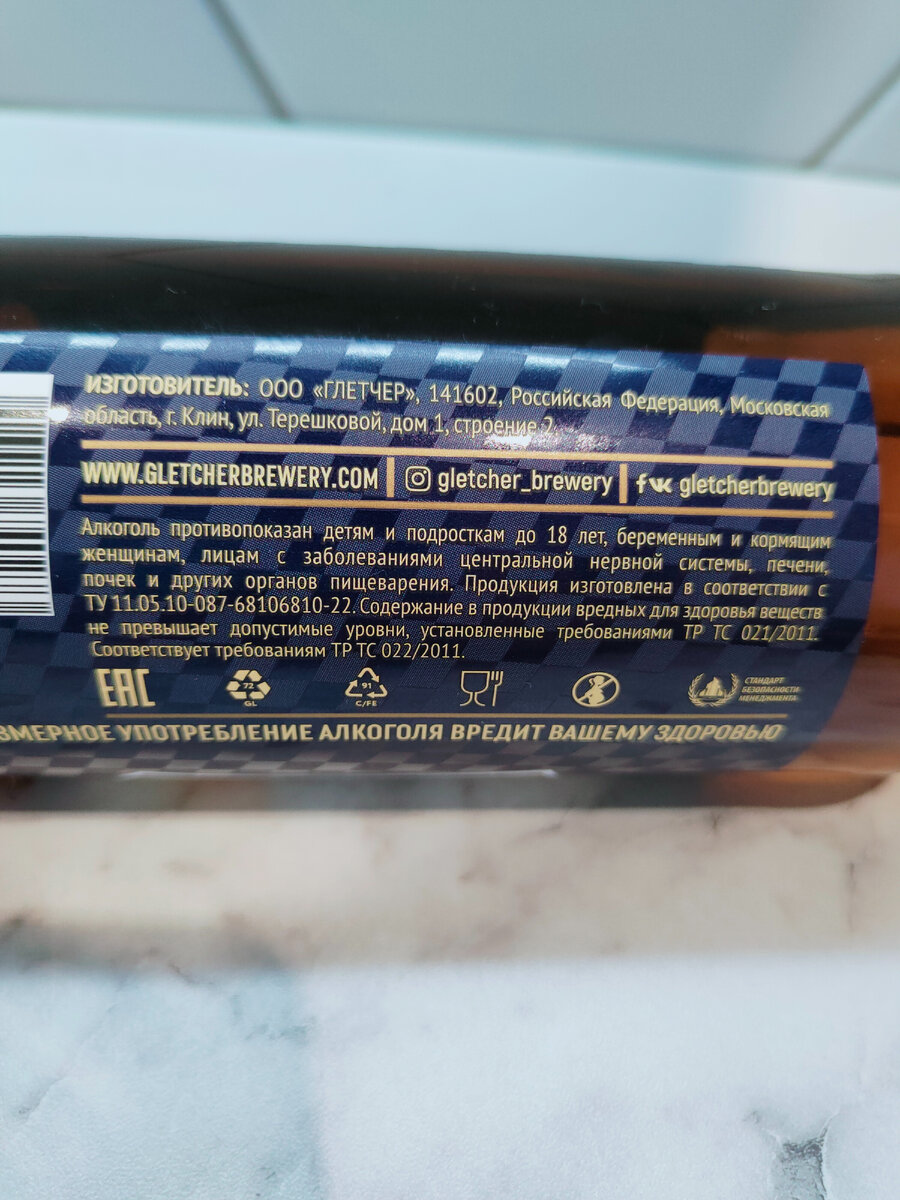 ИЗГОТОВИТЕЛЬ: ООО «ГЛЕТЧЕР», 141602, Российская Федерация, Московская
область, г. Клин, ул. Терешковой, дом 1, строение 2.
WWW.GLETCHERBREWERY.COM gletcher_brewery gletcherbrewery
Алкоголь противопоказан детям и подросткам до 18 лет, беременным и кормящим
женщинам, лицам с заболеваниями центральной нервной системы, печени,
почек и других органов пищеварения. Продукция изготовлена в соответствии с
ТУ 11.05.10-087-68106810-22. Содержание в продукции вредных для здоровья веществ
не превышает допустимые уровни, установленные требованиями ТР ТС 021/2011.
Соответствует требованиям ТР ТС 022/2011.
EAC 72 GL 91 C/FE
СТАНДАРТ
БЕЗОПАСНОСТИ
МЕНЕДЖМЕНТА
ЗМЕРНОЕ УПОТРЕБЛЕНИЕ АЛКОГОЛЯ ВРЕДИТ ВАШЕМУ ЗДОРОВЬЮ